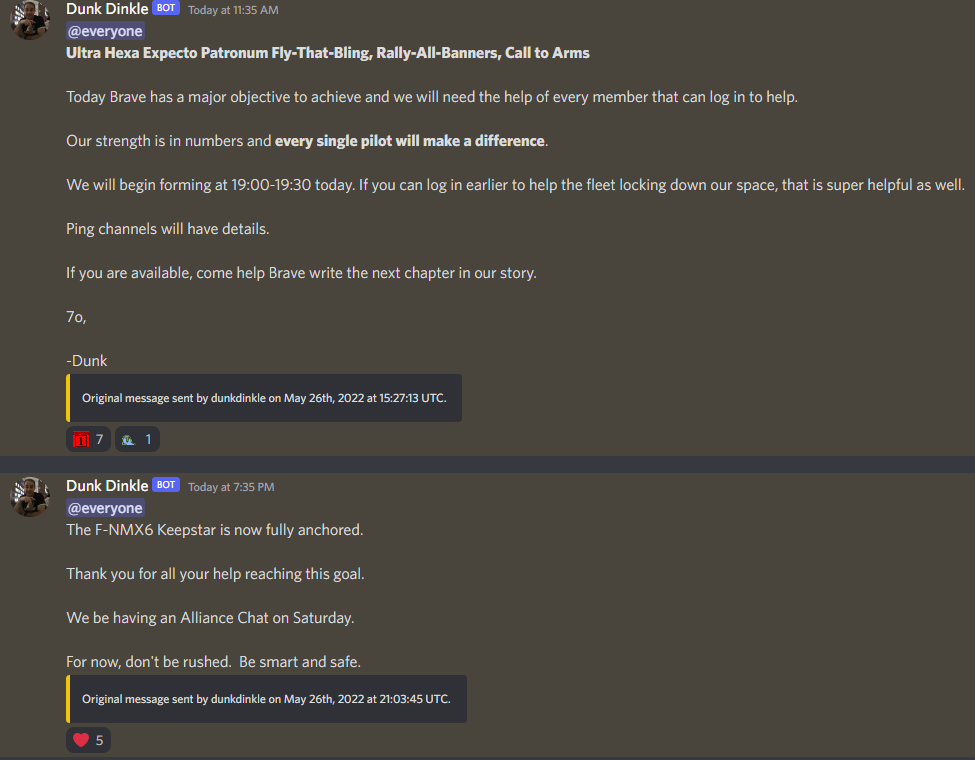 Dunk Dinkle BOT Today at 11:35 AM
@everyone
Ultra Hexa Expecto Patronum Fly-That-Bling, Rally-All-Banners, Call to Arms
Today Brave has a major objective to achieve and we will need the help of every member that can log in to help.
Our strength is in numbers and every single pilot will make a difference.
We will begin forming at 19:00-19:30 today. If you can log in earlier to help the fleet locking down our space, that is super helpful as well.
Ping channels will have details.
If you are available, come help Brave write the next chapter in our story.
7o,
-Dunk
Original message sent by dunkdinkle on May 26th, 2022 at 15:27:13 UTC.
7 1
Dunk Dinkle BOT Today at 7:35 PM
@everyone
The F-NMX6 Keepstar is now fully anchored.
Thank you for all your help reaching this goal.
We be having an Alliance Chat on Saturday.
For now, don't be rushed.  Be smart and safe.
Original message sent by dunkdinkle on May 26th, 2022 at 21:03:45 UTC.
5